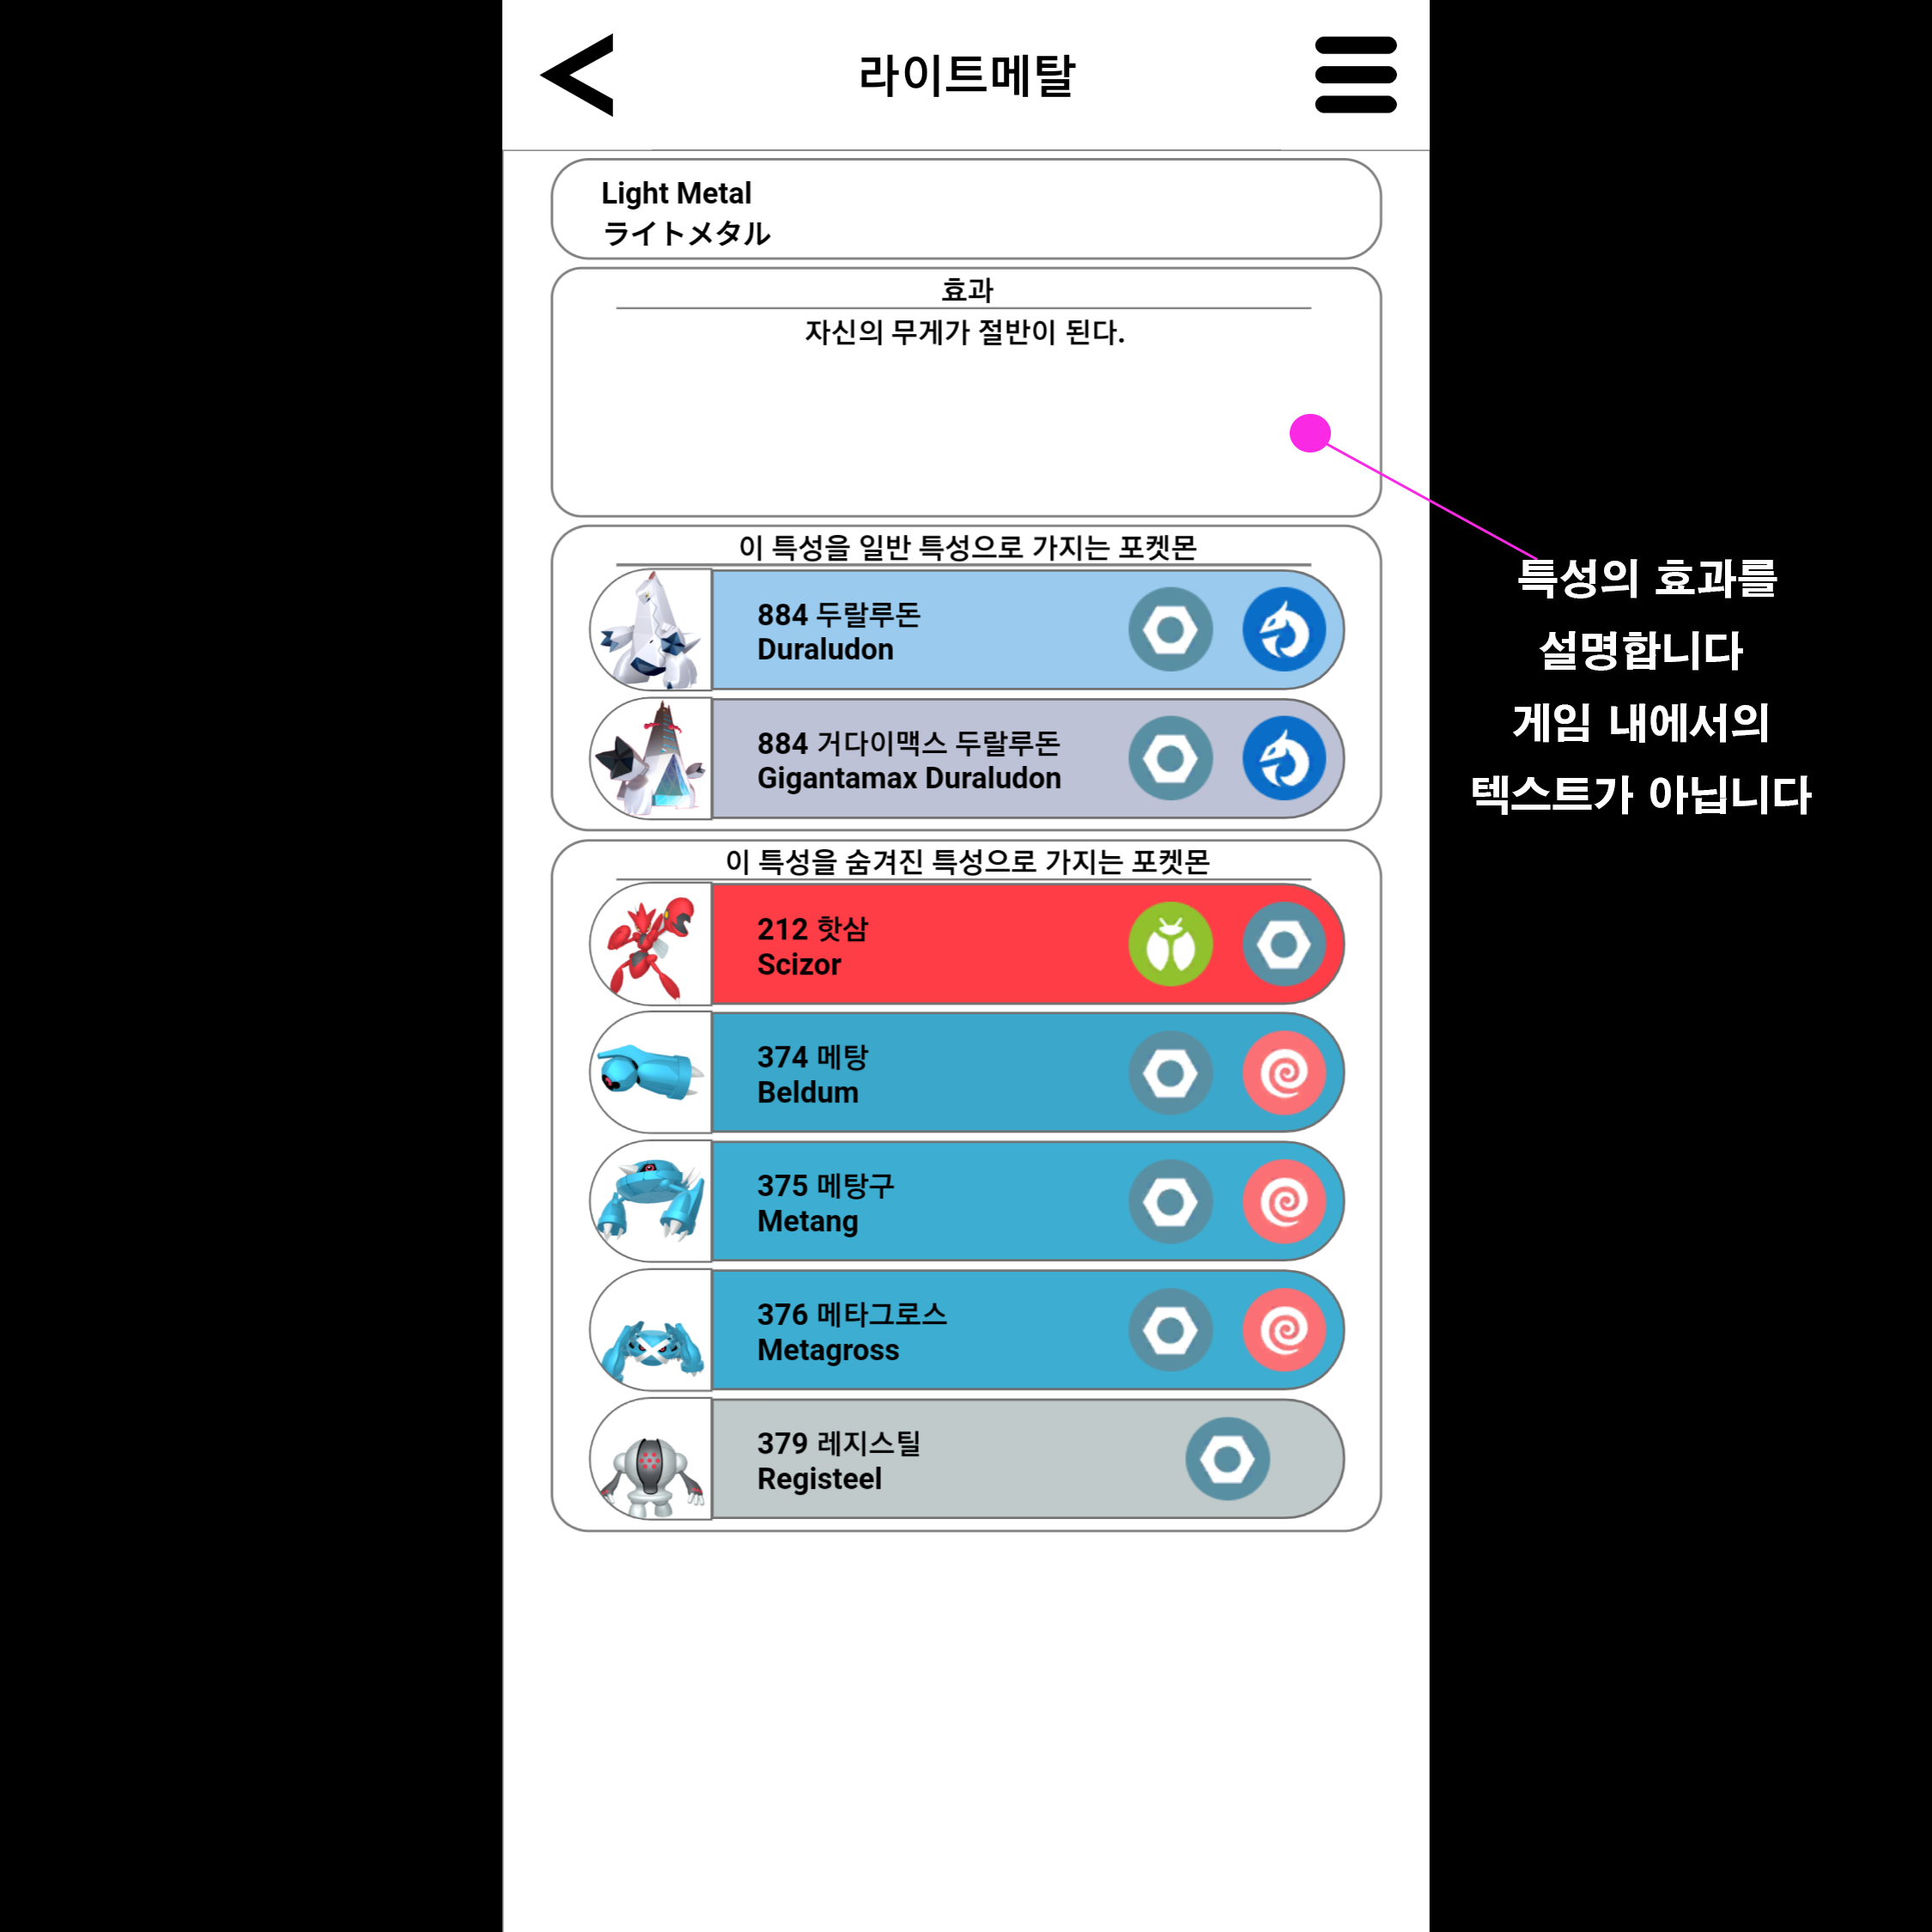 라이트메탈
Light Metal
ライトメタル
효과
자신의 무게가 절반이 된다.
이 특성을 일반 특성으로 가지는 포켓몬
884 두랄루돈
Duraludon
884 거다이맥스 두랄루돈
Gigantamax Duraludon
이 특성을 숨겨진 특성으로 가지는 포켓몬
212 핫삼
Scizor
374 메탕
Beldum
375 메탕구
Metang
376 메타그로스
Metagross
379 레지스틸
Registeel
특성의 효과를
설명합니다
게임 내에서의
텍스트가 아닙니다